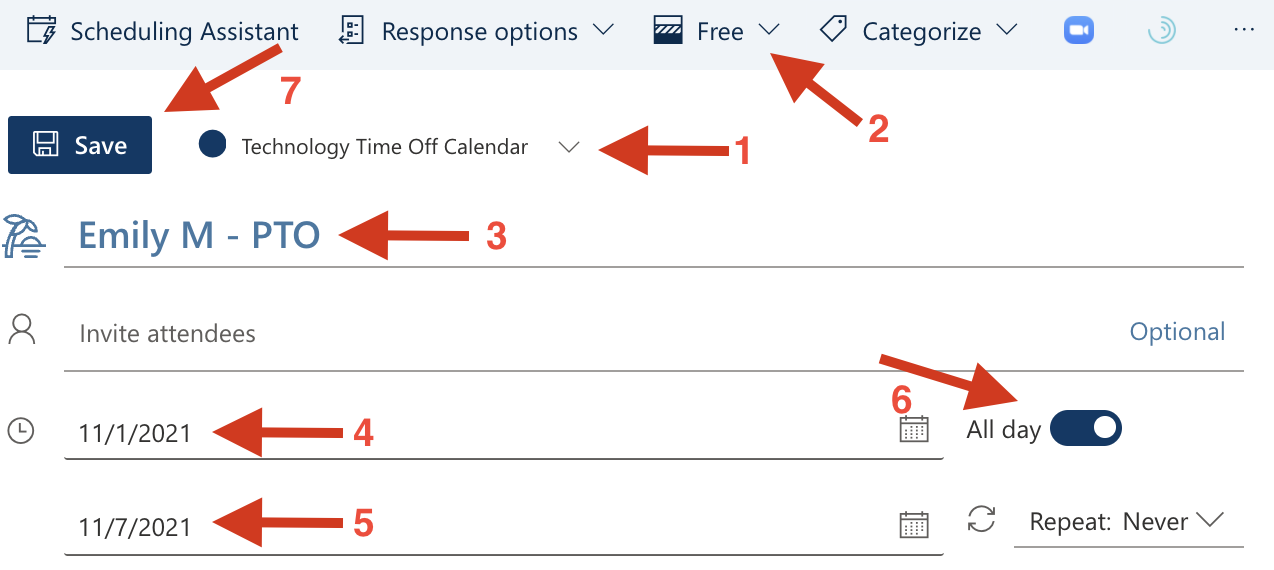 Scheduling Assistant Response options Free Categorize ...
7
2
Save Technology Time Off Calendar 1
Emily M - PTO 3
Invite attendees Optional
6
11/1/2021 4 All day
11/7/2021 5 Repeat: Never